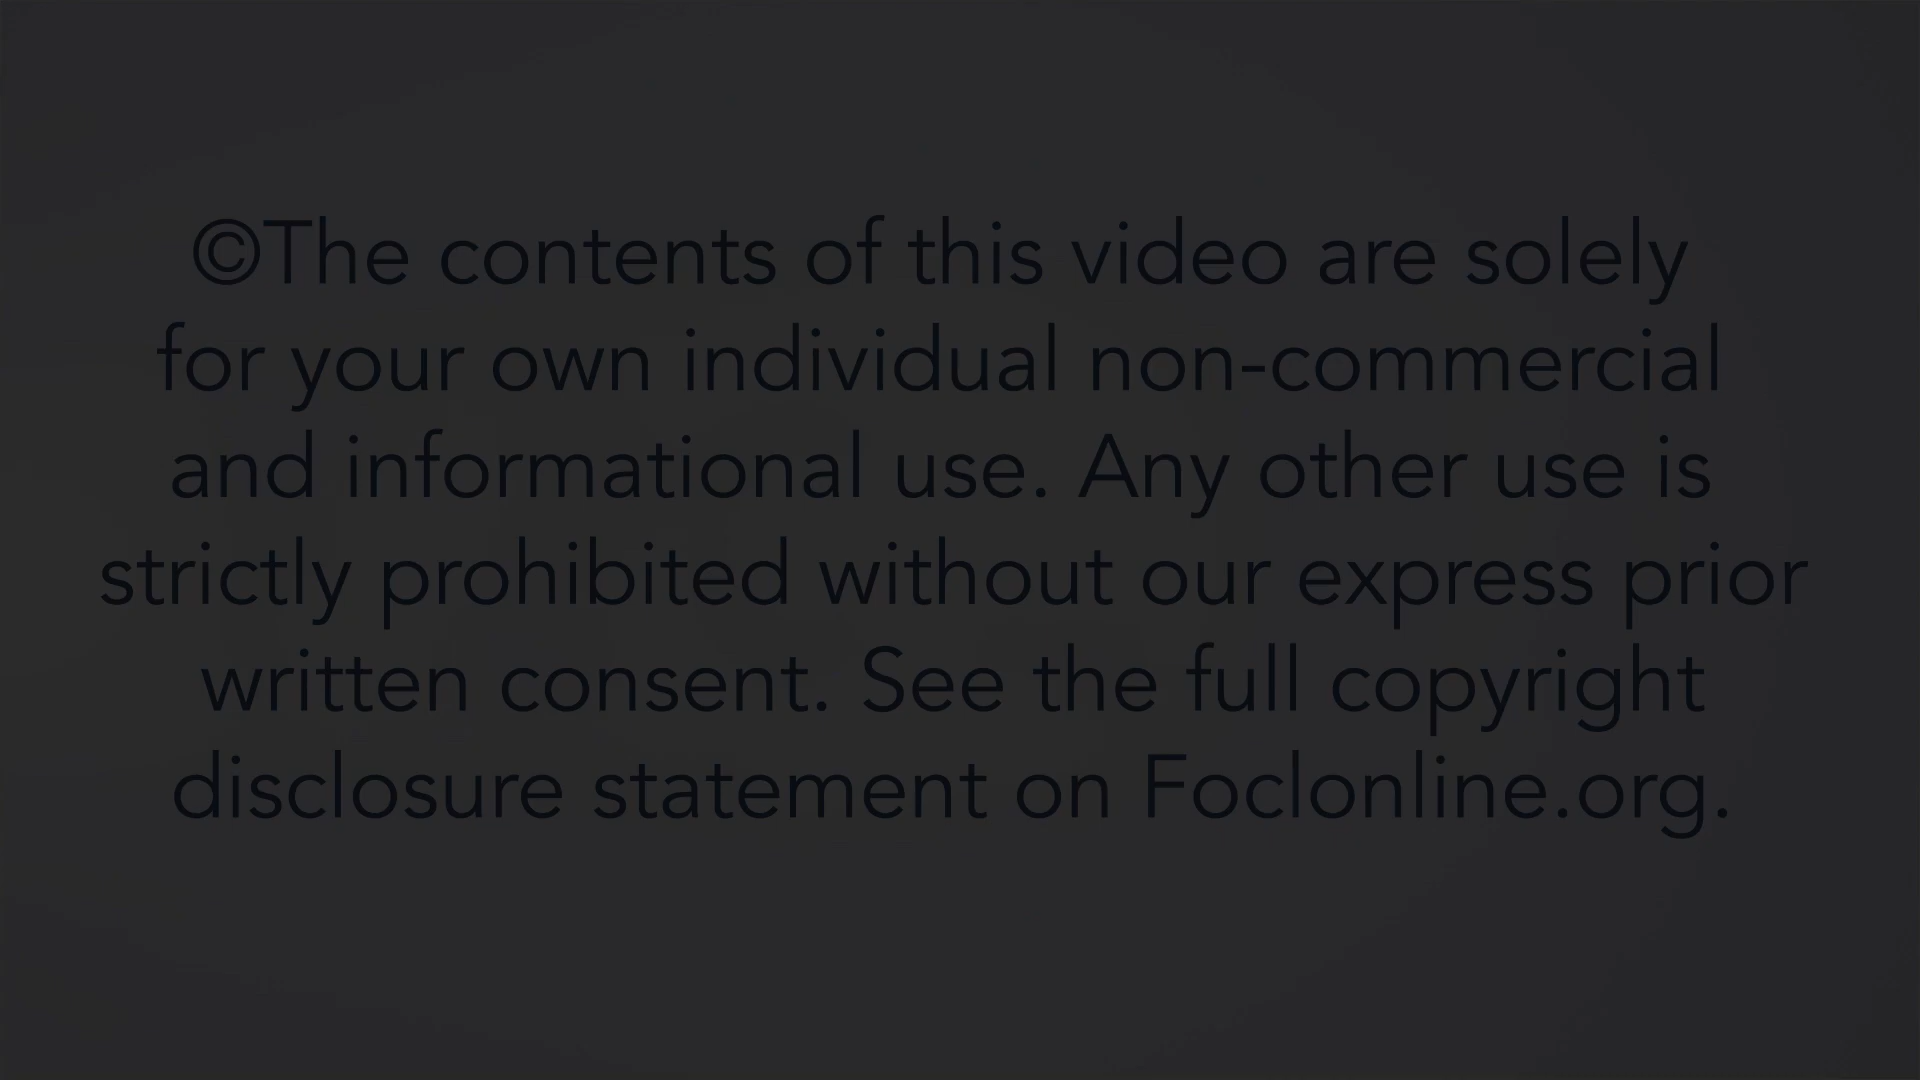 ©The contents of this video are solely
for your own individual non-commercial
and informational use. Any other use is
strictly prohibited without our express prior
written consent. See the full copyright
disclosure statement on Foclonline.org.